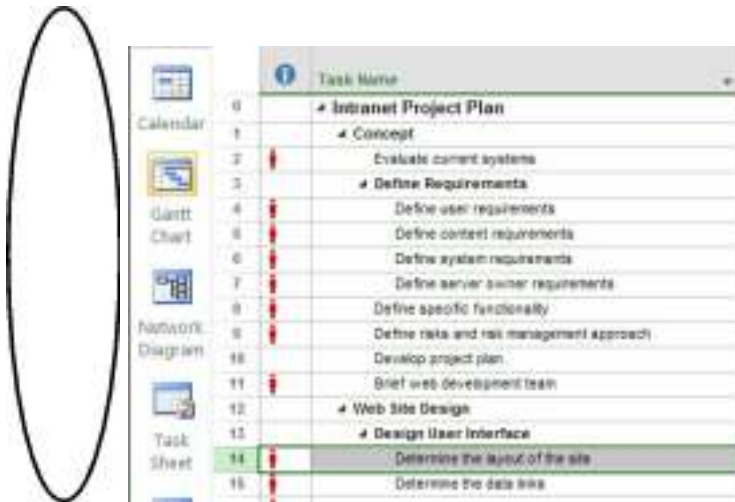 Task Name
0 Intranet Project Plan
Calendar
1 Concept
2 Evaluate current systems
3 Define Requirements
4 Define user requirements
Gantt
Chart
5 Define content requirements
6 Define system requirements
7 Define server owner requirements
8 Define specific functionality
Network
Diagram
9 Define risks and risk management approach
10 Develop project plan
11 Brief web development team
12 Web Site Design
13 Design User Interface
Task
Sheet
14 Determine the layout of the site
15 Determine the data links